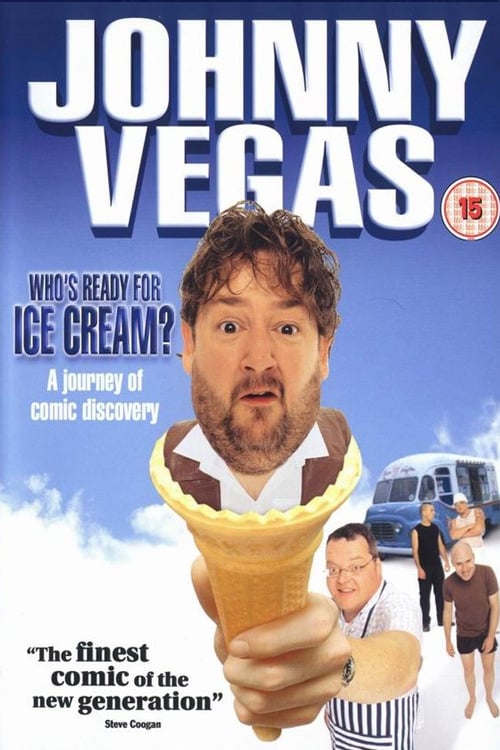 JOHNNY
VEGAS
15
WHO'S READY FOR
ICE CREAM?
A journey of
comic discovery
"The finest
comic of the
new generation"
Steve Coogan